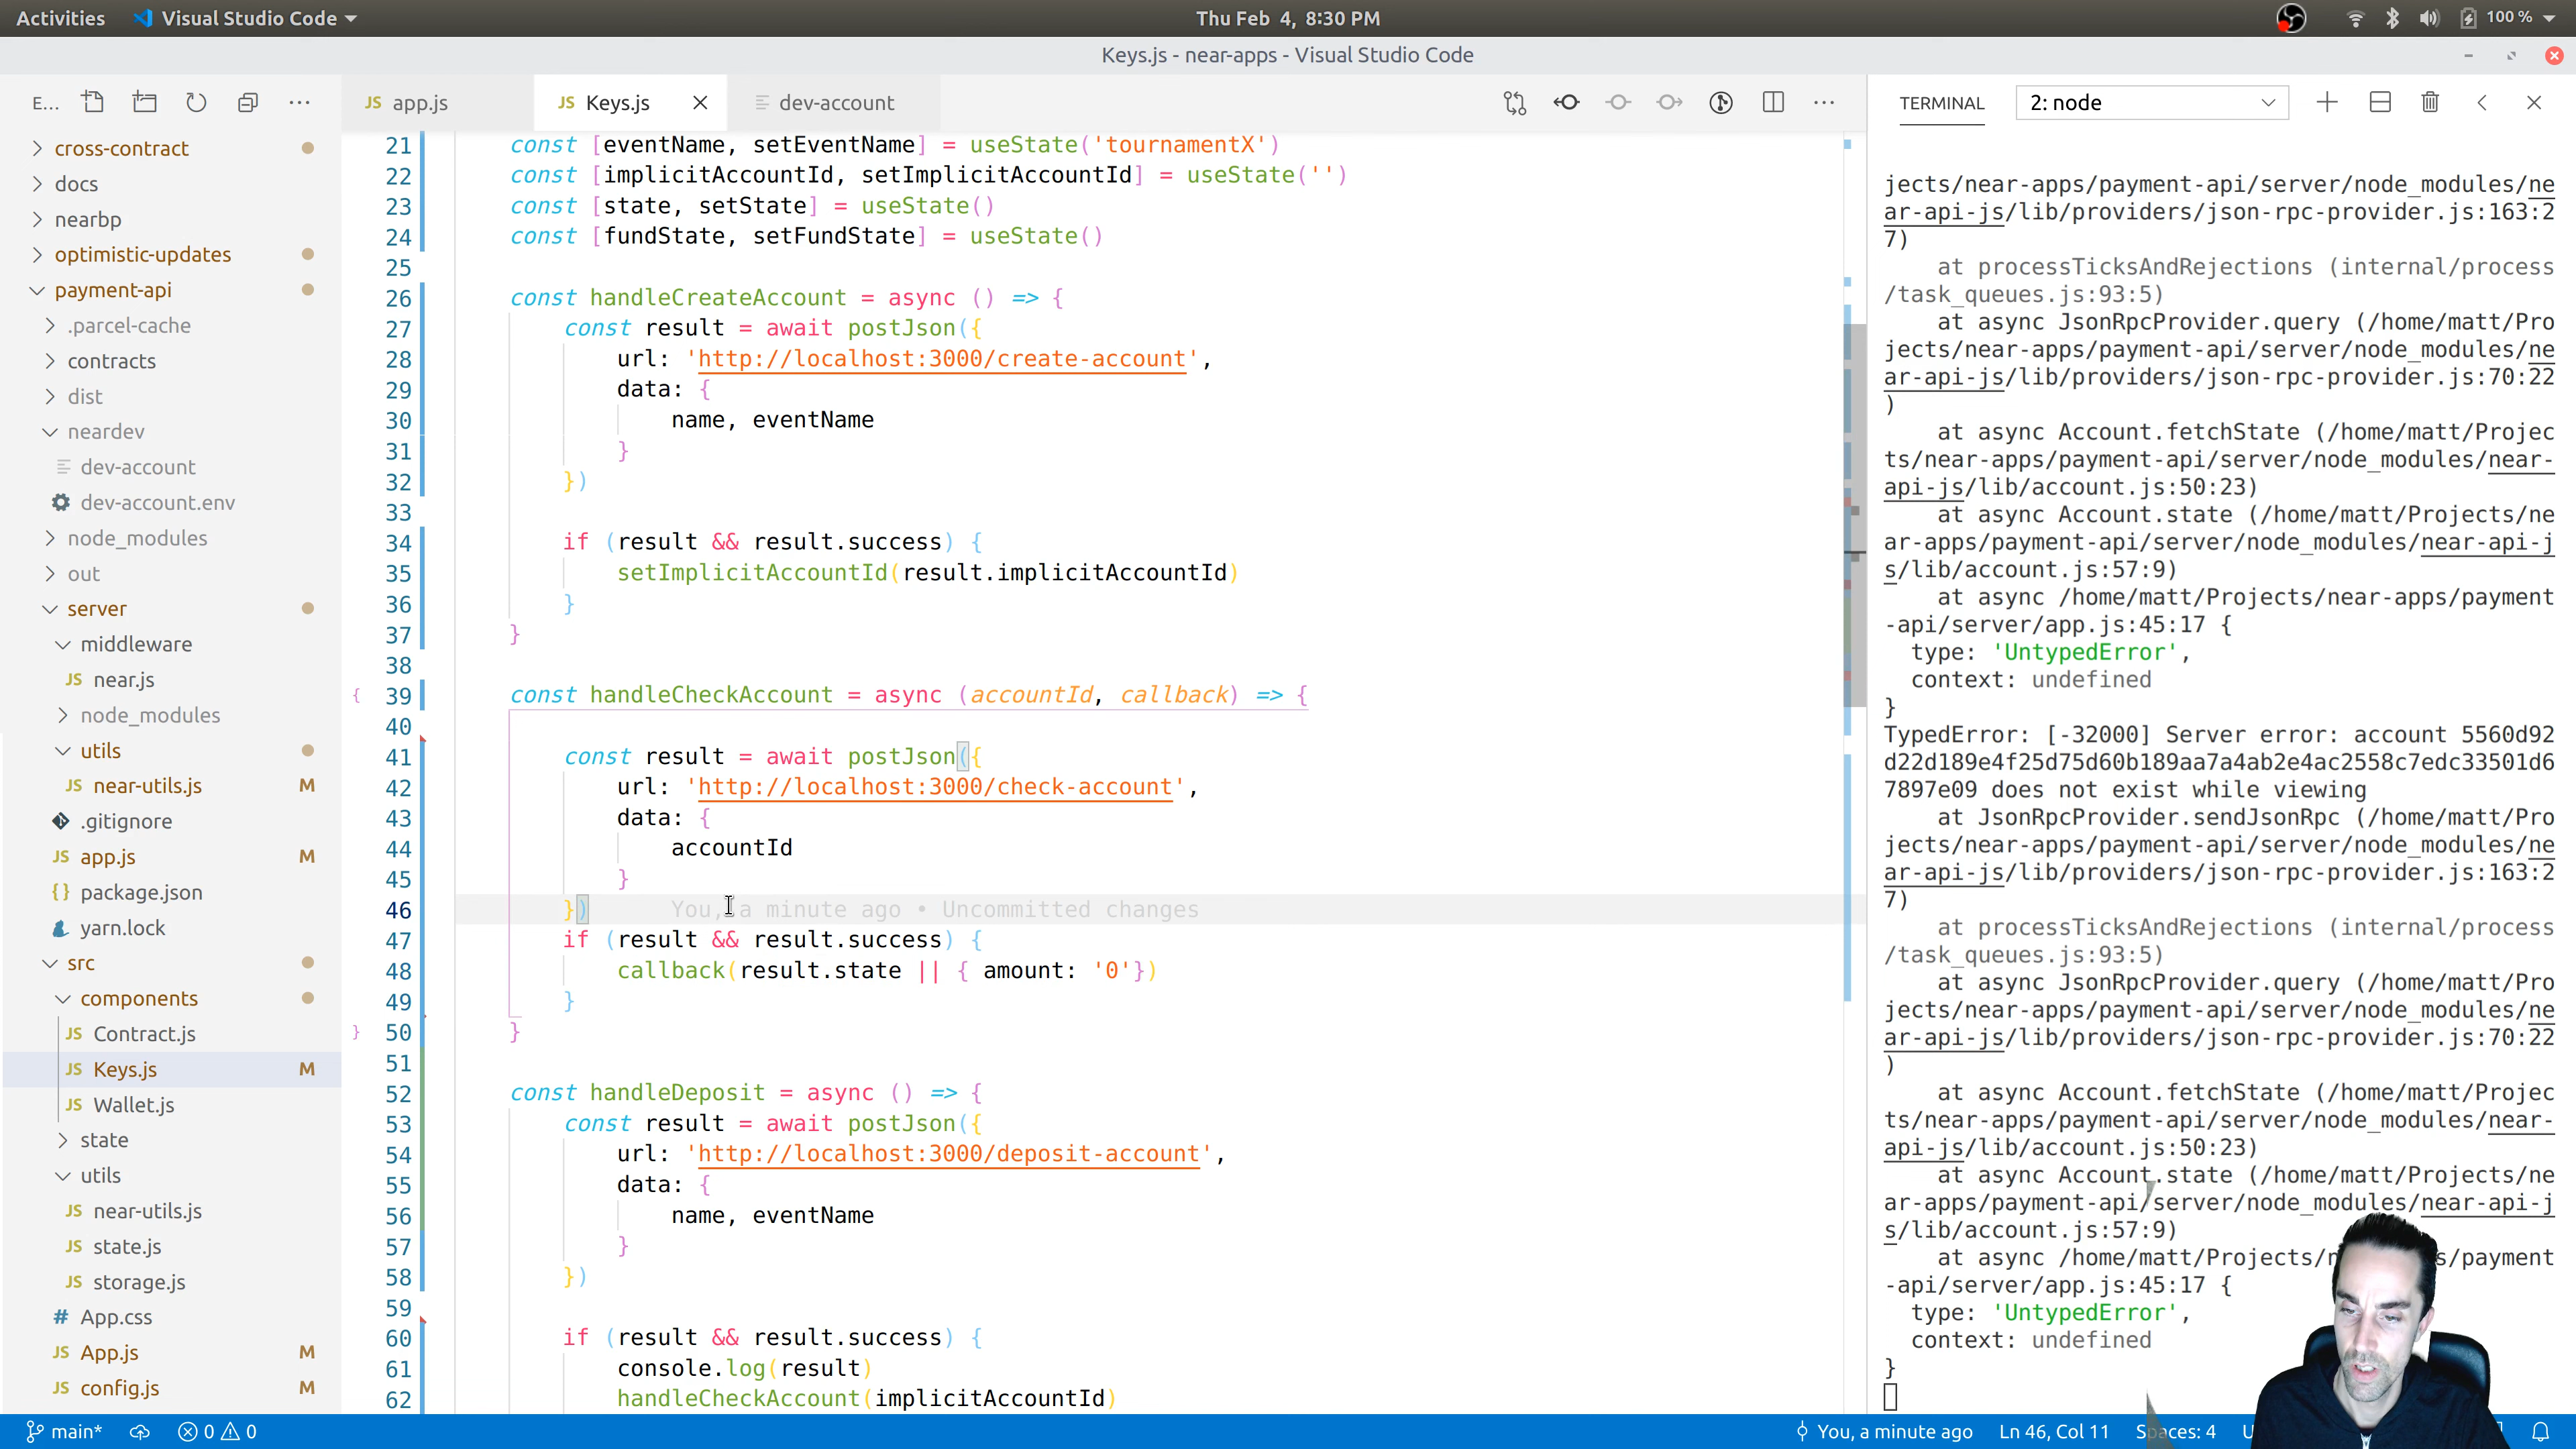 Activities
Visual Studio Code
Thu Feb 4, 8:30 PM
100 %
Keys.js - near-apps - Visual Studio Code
E...
JS app.js
JS Keys.js
dev-account
TERMINAL
2: node
cross-contract
docs
nearbp
optimistic-updates
payment-api
.parcel-cache
contracts
dist
neardev
dev-account
dev-account.env
node_modules
out
server
middleware
JS near.js
node_modules
utils
JS near-utils.js M
.gitignore
JS app.js M
{ } package.json
yarn.lock
src
components
JS Contract.js
JS Keys.js M
JS Wallet.js
state
utils
JS near-utils.js
JS state.js
JS storage.js
# App.css
JS App.js M
JS config.js M
21 const [eventName, setEventName] = useState('tournamentX')
22 const [implicitAccountId, setImplicitAccountId] = useState('')
23 const [state, setState] = useState()
24 const [fundState, setFundState] = useState()
25
26 const handleCreateAccount = async () => {
27 const result = await postJson({
28 url: 'http://localhost:3000/create-account',
29 data: {
30 name, eventName
31 }
32 })
33
34 if (result && result.success) {
35 setImplicitAccountId(result.implicitAccountId)
36 }
37 }
38
{ 39 const handleCheckAccount = async (accountId, callback) => {
40
41 const result = await postJson({
42 url: 'http://localhost:3000/check-account',
43 data: {
44 accountId
45 }
46 }) You, a minute ago • Uncommitted changes
47 if (result && result.success) {
48 callback(result.state || { amount: '0'})
49 }
} 50 }
51
52 const handleDeposit = async () => {
53 const result = await postJson({
54 url: 'http://localhost:3000/deposit-account',
55 data: {
56 name, eventName
57 }
58 })
59
60 if (result && result.success) {
61 console.log(result)
62 handleCheckAccount(implicitAccountId)
jects/near-apps/payment-api/server/node_modules/ne
ar-api-js/lib/providers/json-rpc-provider.js:163:2
7)
at processTicksAndRejections (internal/process
/task_queues.js:93:5)
at async JsonRpcProvider.query (/home/matt/Pro
jects/near-apps/payment-api/server/node_modules/ne
ar-api-js/lib/providers/json-rpc-provider.js:70:22
)
at async Account.fetchState (/home/matt/Projec
ts/near-apps/payment-api/server/node_modules/near-
api-js/lib/account.js:50:23)
at async Account.state (/home/matt/Projects/ne
ar-apps/payment-api/server/node_modules/near-api-j
s/lib/account.js:57:9)
at async /home/matt/Projects/near-apps/payment
-api/server/app.js:45:17 {
type: 'UntypedError',
context: undefined
}
TypedError: [-32000] Server error: account 5560d92
d22d189e4f25d75d60b189aa7a4ab2e4ac2558c7edc33501d6
7897e09 does not exist while viewing
at JsonRpcProvider.sendJsonRpc (/home/matt/Pro
jects/near-apps/payment-api/server/node_modules/ne
ar-api-js/lib/providers/json-rpc-provider.js:163:2
7)
at processTicksAndRejections (internal/process
/task_queues.js:93:5)
at async JsonRpcProvider.query (/home/matt/Pro
jects/near-apps/payment-api/server/node_modules/ne
ar-api-js/lib/providers/json-rpc-provider.js:70:22
)
at async Account.fetchState (/home/matt/Projec
ts/near-apps/payment-api/server/node_modules/near-
api-js/lib/account.js:50:23)
at async Account.state (/home/matt/Projects/ne
ar-apps/payment-api/server/node_modules/near-api-j
s/lib/account.js:57:9)
at async /home/matt/Projects/n s/payment
-api/server/app.js:45:17 {
type: 'UntypedError',
context: undefined
}
main*
0 0
You, a minute ago
Ln 46, Col 11
Spaces: 4